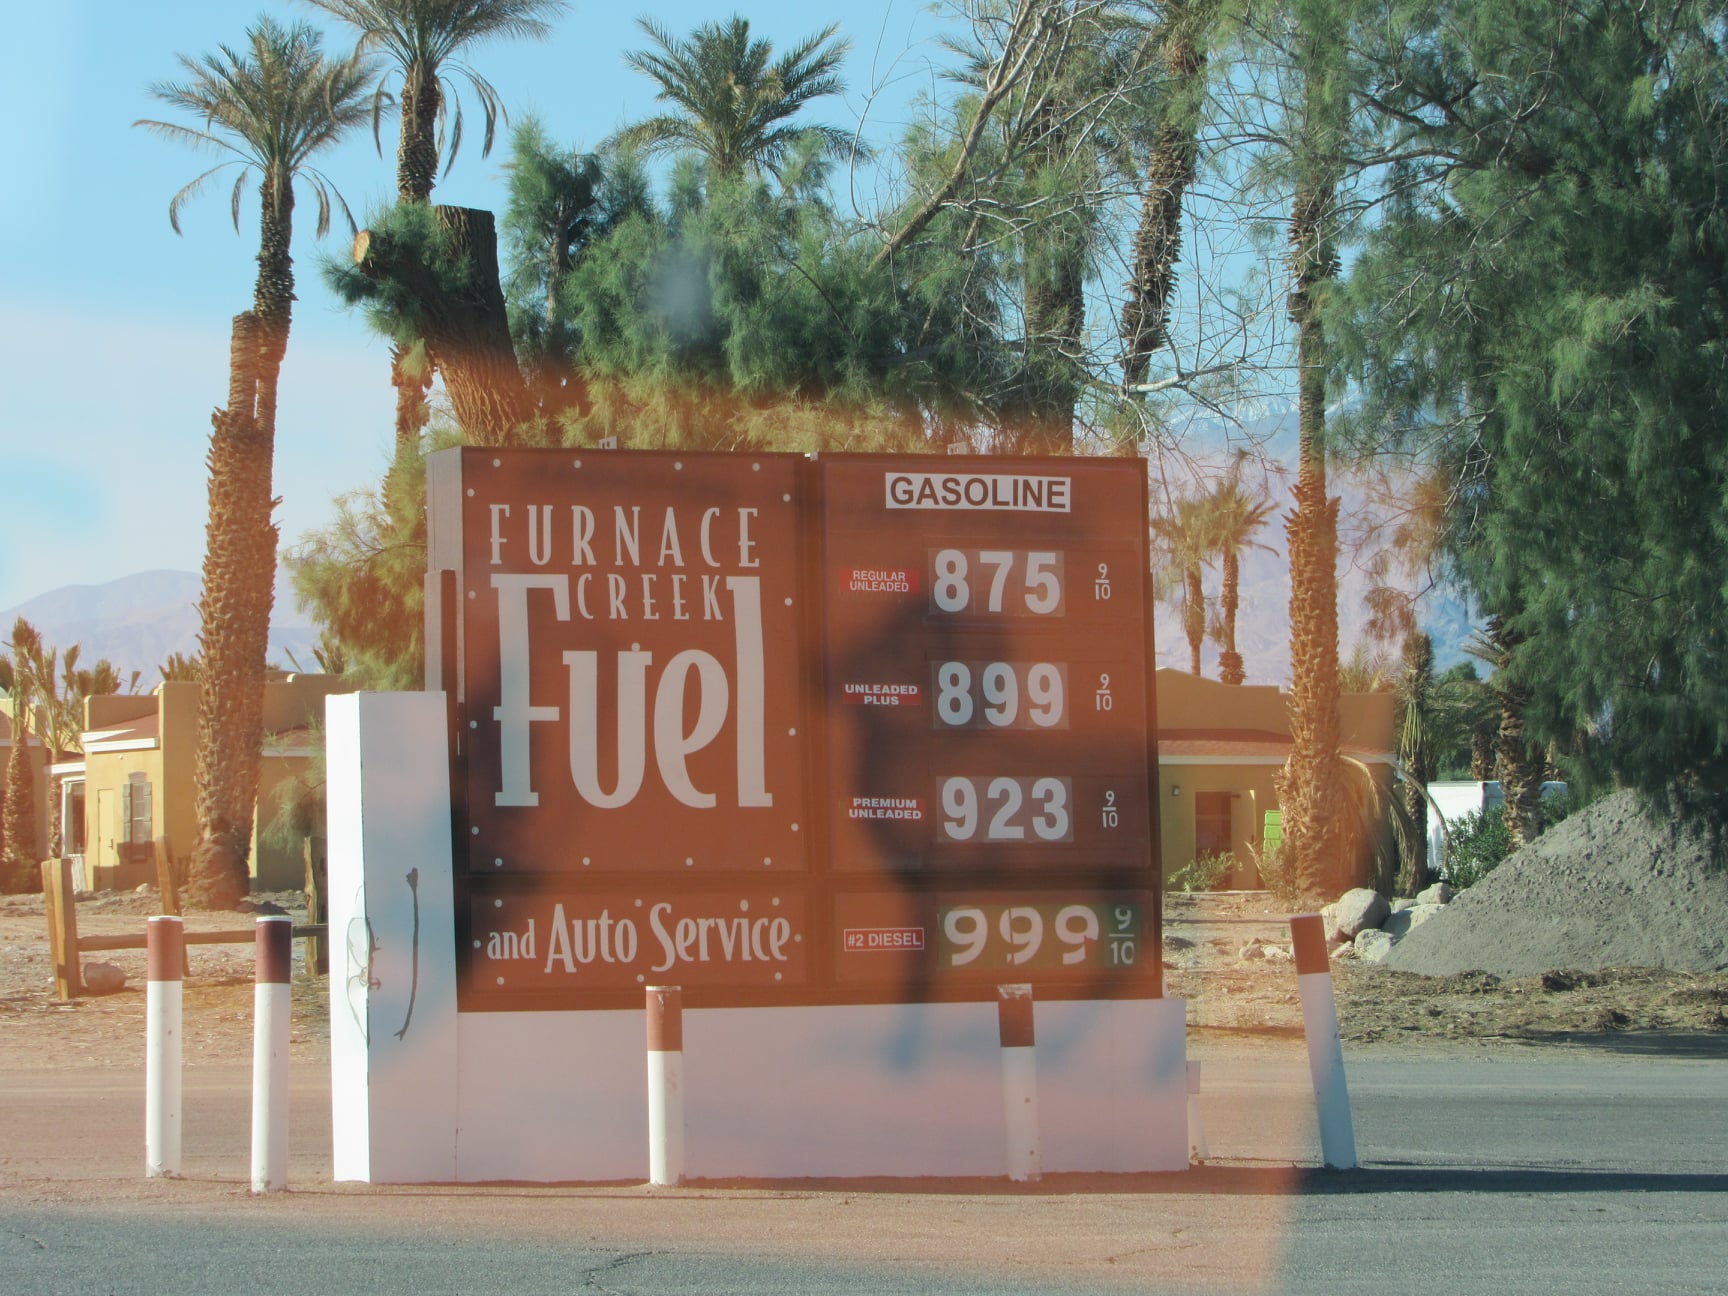 FURNACE
CREEK
Fuel
and Auto Service
GASOLINE
REGULAR
UNLEADED
875 9/10
UNLEADED
PLUS
899 9/10
PREMIUM
UNLEADED
923 9/10
#2 DIESEL
999 9/10